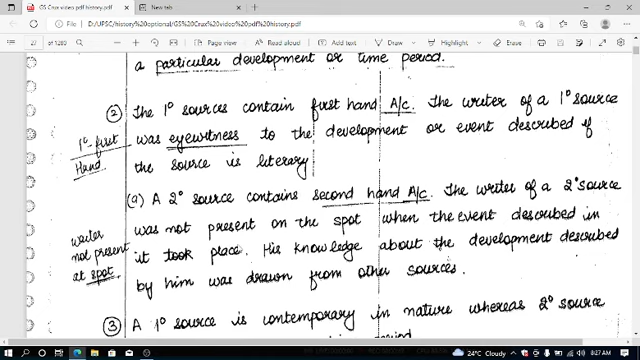 GS Crux video pdf history.pdf
New tab
File
D:/UPSC/history%20optional/GS%20Crux%20video%20pdf%20history.pdf
27
of 1280
Page view
Read aloud
Add text
Draw
Highlight
Erase
a particular development or time period.
② The 1° sources contain first hand A/c. The writer of a 1° source
1° first
Hand
was eyewitness to the development or event described if
the source is literary
(a) A 2° source contains second hand A/c. The writer of a 2° source
was not present on the spot when the event described in
writer
not present
at spot
it took place. His knowledge about the development described
by him was drawn from other sources.
③ A 1° source is contemporary in nature whereas 2° source
period
24°C Cloudy
ENG
8:27 AM